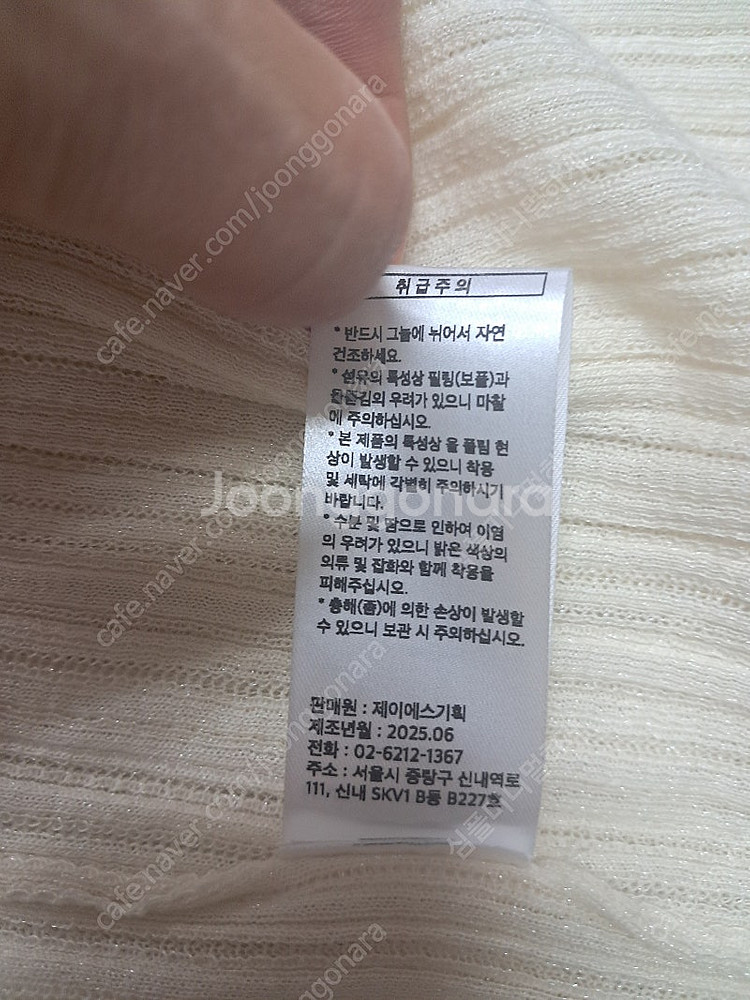 취급주의
* 반드시 그늘에 뉘어서 자연
건조하세요.
* 섬유의 특성상 필링(보풀)과
우려가 있으니 마찰
에 주의하십시오.
* 본 제품의 특성상 올 풀림 현
상이 발생할 수 있으니 착용
및 세탁에 각별히 주의하시기
바랍니다.
* 수분 및 땀으로 인하여 이염
의 우려가 있으니 밝은 색상의
의류 및 잡화와 함께 착용을
피해주십시오.
* 충해(좀)에 의한 손상이 발생할
수 있으니 보관 시 주의하십시오.
판매원 : 제이에스기획
제조년월 : 2025.06
전화 : 02-6212-1367
주소 : 서울시 중랑구 신내역로
111, 신내 SKV1 B동 B227호
Joonggonara
cafe.naver.com/joonggonara